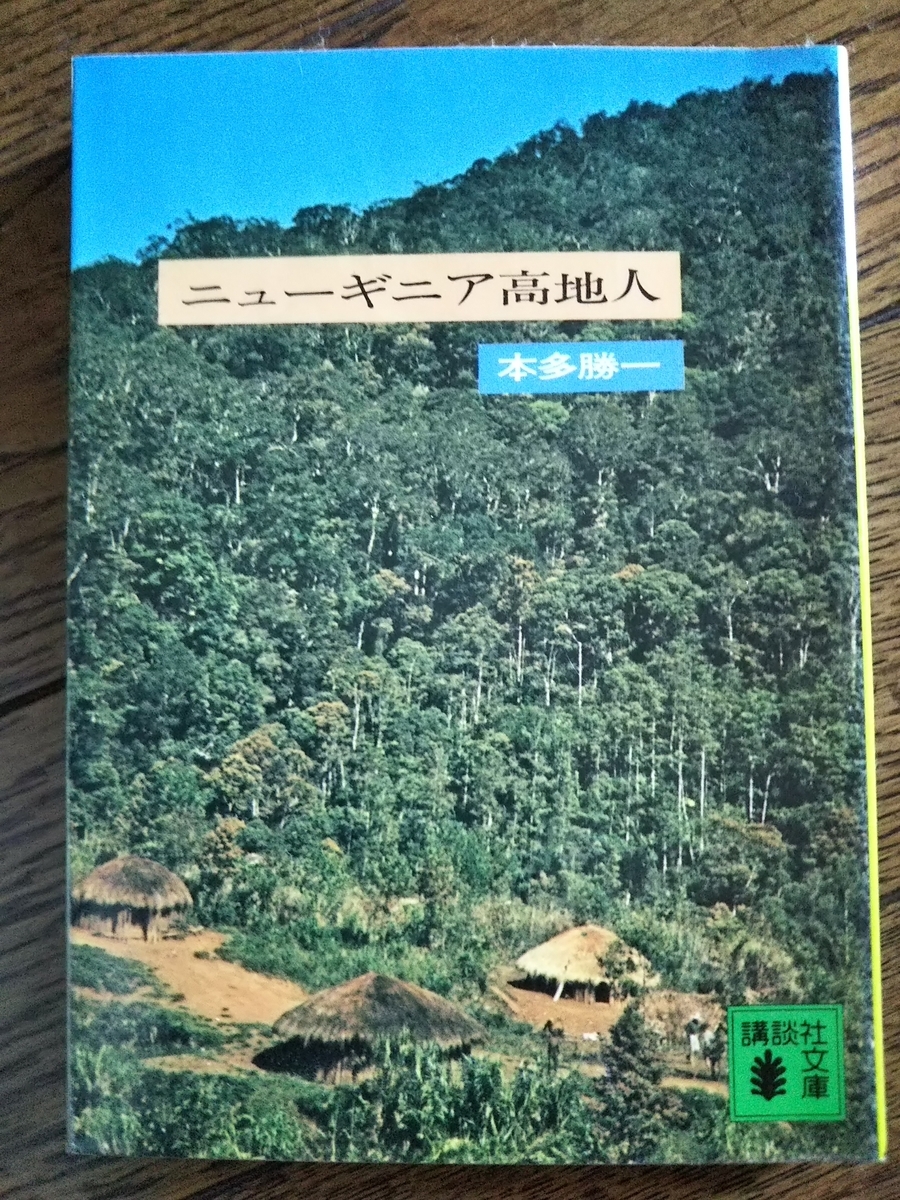 ニューギニア高地人
本多勝一
講談社
文庫